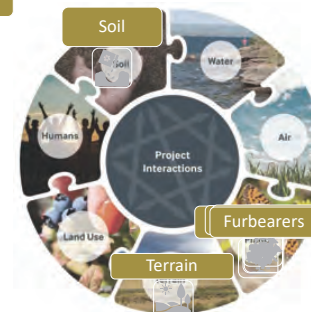 Soil
Soil
Water
Humans
Air
Project
Interactions
Furbearers
Land Use
Terrain